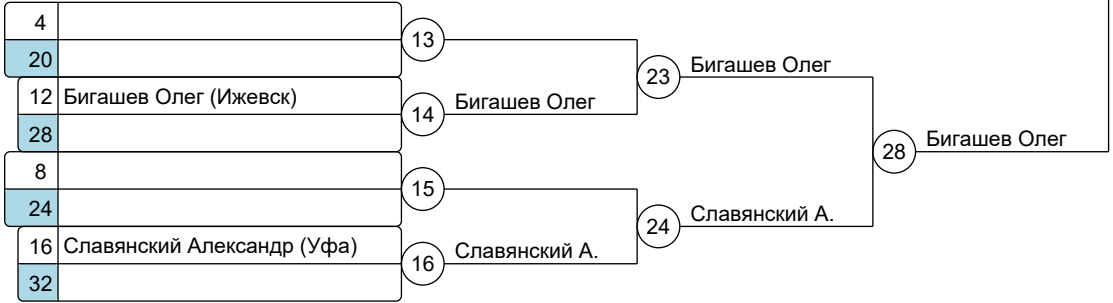 4
13
20
23
Бигашев Олег
12 Бигашев Олег (Ижевск)
14
Бигашев Олег
28
28
Бигашев Олег
8
15
24
24
Славянский А.
16 Славянский Александр (Уфа)
16
Славянский А.
32